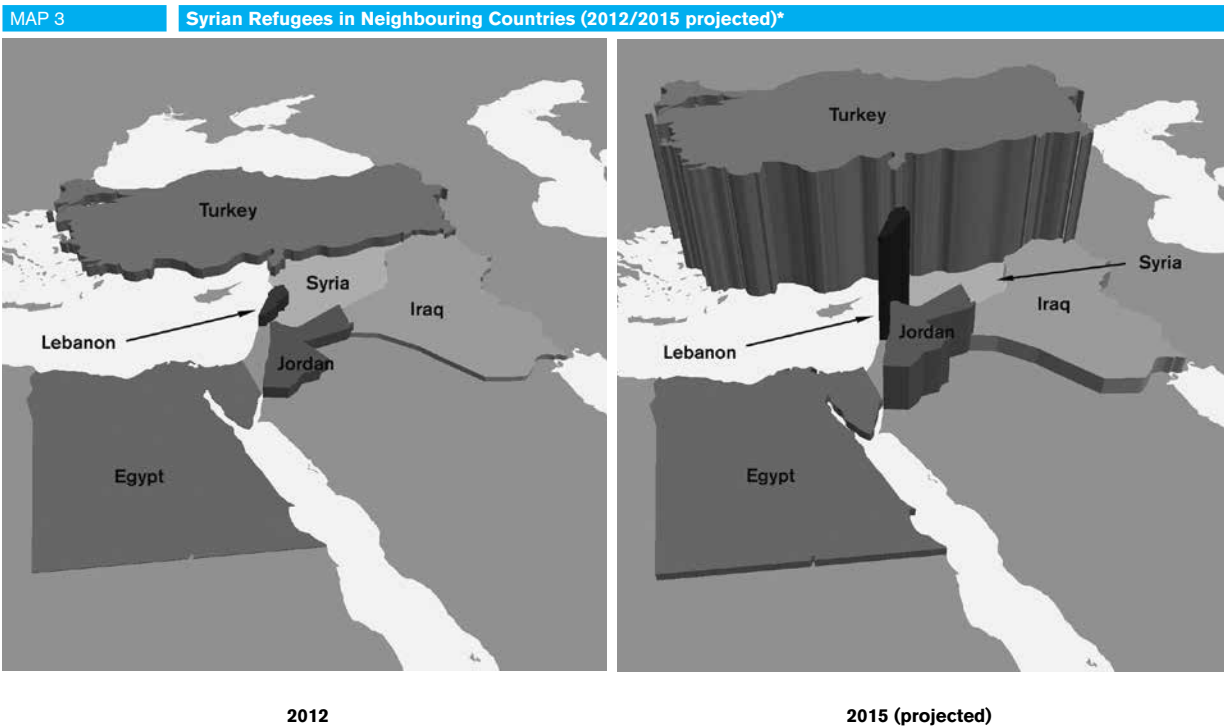 MAP 3
Syrian Refugees in Neighbouring Countries (2012/2015 projected)*
Turkey
Syria
Iraq
Lebanon
Jordan
Egypt
2012
Turkey
Syria
Iraq
Jordan
Lebanon
Egypt
2015 (projected)